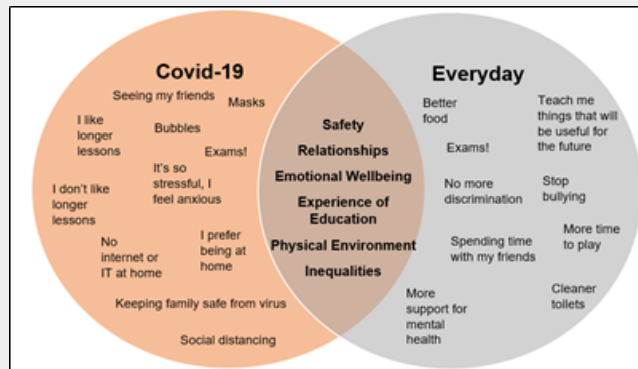 Covid-19
Seeing my friends
Masks
I like
longer
lessons
Bubbles
Exams!
It's so
stressful, I
feel anxious
I don't like
longer
lessons
No
internet or
IT at home
I prefer
being at
home
Keeping family safe from virus
Social distancing
Safety
Relationships
Emotional Wellbeing
Experience of
Education
Physical Environment
Inequalities
Everyday
Better
food
Teach me
things that will
be useful for
the future
Exams!
No more
discrimination
Stop
bullying
Spending time
with my friends
More time
to play
More
support for
mental
health
Cleaner
toilets